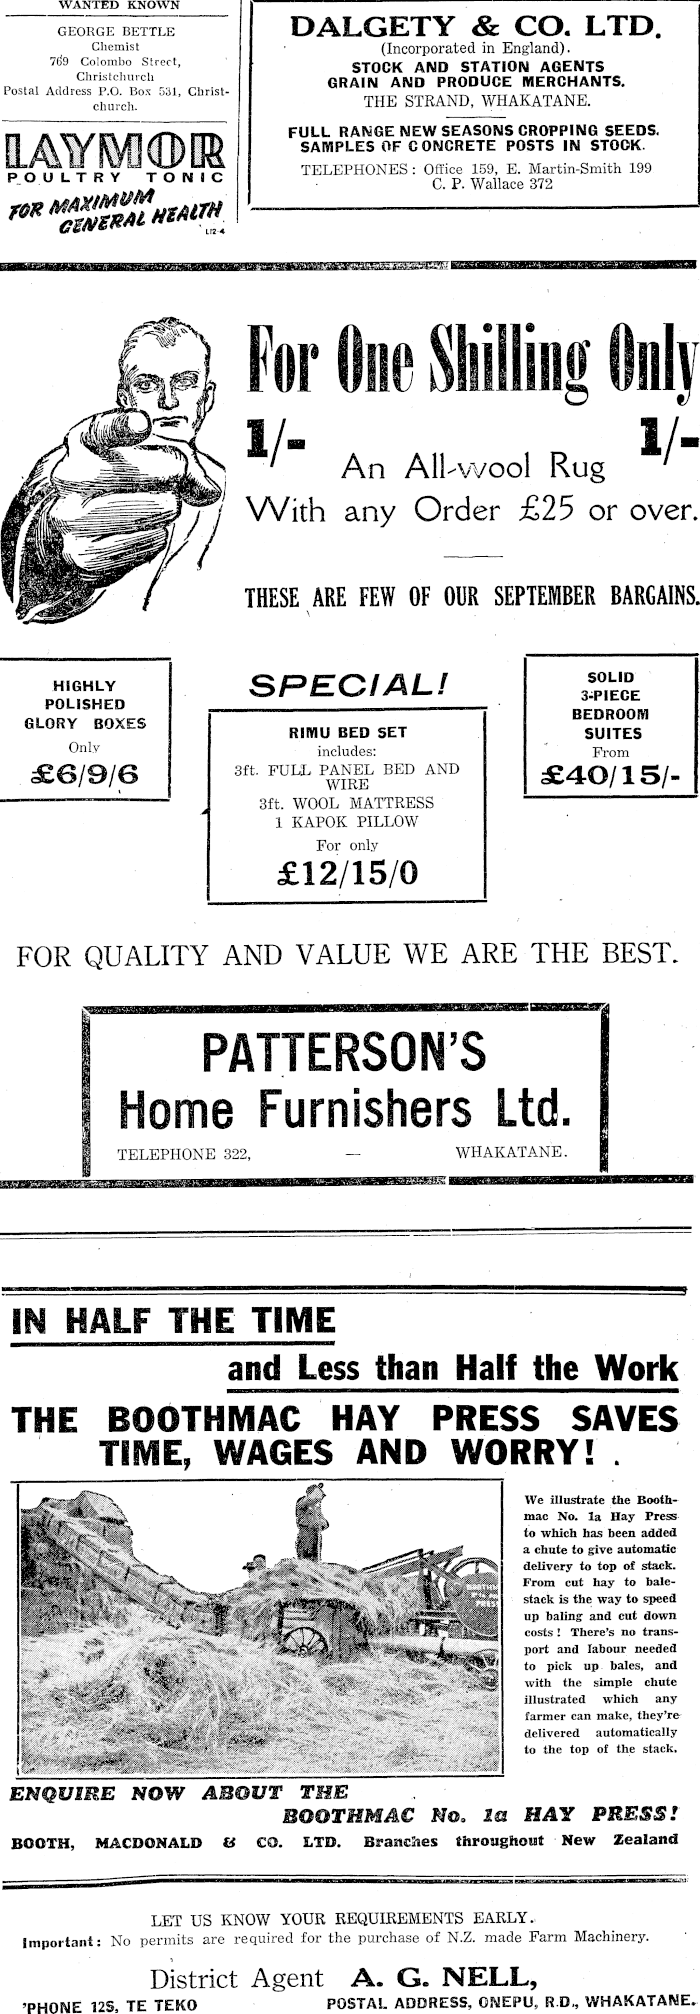 WANTED KNOWN
GEORGE BETTLE
Chemist
769 Colombo Street,
Christchurch
Postal Address P.O. Box 531, Christ-
church.
LAYMOR
POULTRY TONIC
FOR MAXIMUM
GENERAL HEALTH
L12-4
DALGETY & CO. LTD.
(Incorporated in England).
STOCK AND STATION AGENTS
GRAIN AND PRODUCE MERCHANTS.
THE STRAND, WHAKATANE.
FULL RANGE NEW SEASONS CROPPING SEEDS.
SAMPLES OF CONCRETE POSTS IN STOCK.
TELEPHONES: Office 159, E. Martin-Smith 199
C. P. Wallace 372
For One Shilling Only
1/- 1/-
An All-wool Rug
With any Order £25 or over.
THESE ARE FEW OF OUR SEPTEMBER BARGAINS.
HIGHLY
POLISHED
GLORY BOXES
Only
£6/9/6
SPECIAL!
RIMU BED SET
includes:
3ft. FULL PANEL BED AND
WIRE
3ft. WOOL MATTRESS
1 KAPOK PILLOW
For only
£12/15/0
SOLID
3-PIECE
BEDROOM
SUITES
From
£40/15/-
FOR QUALITY AND VALUE WE ARE THE BEST.
PATTERSON'S
Home Furnishers Ltd.
TELEPHONE 322, — WHAKATANE.
IN HALF THE TIME
and Less than Half the Work
THE BOOTHMAC HAY PRESS SAVES
TIME, WAGES AND WORRY!
We illustrate the Booth-
mac No. 1a Hay Press
to which has been added
a chute to give automatic
delivery to top of stack.
From cut hay to bale-
stack is the way to speed
up baling and cut down
costs! There's no trans-
port and labour needed
to pick up bales, and
with the simple chute
illustrated which any
farmer can make, they're
delivered automatically
to the top of the stack.
ENQUIRE NOW ABOUT THE
BOOTHMAC No. 1a HAY PRESS!
BOOTH, MACDONALD & CO. LTD. Branches throughout New Zealand
LET US KNOW YOUR REQUIREMENTS EARLY.
Important: No permits are required for the purchase of N.Z. made Farm Machinery.
District Agent A. G. NELL,
'PHONE 12S, TE TEKO POSTAL ADDRESS, ONEPU, R.D., WHAKATANE.